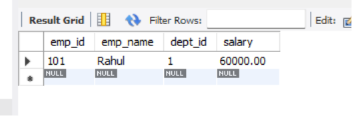 Result Grid Filter Rows: Edit:
emp_id emp_name dept_id salary
101 Rahul 1 60000.00
NULL NULL NULL NULL